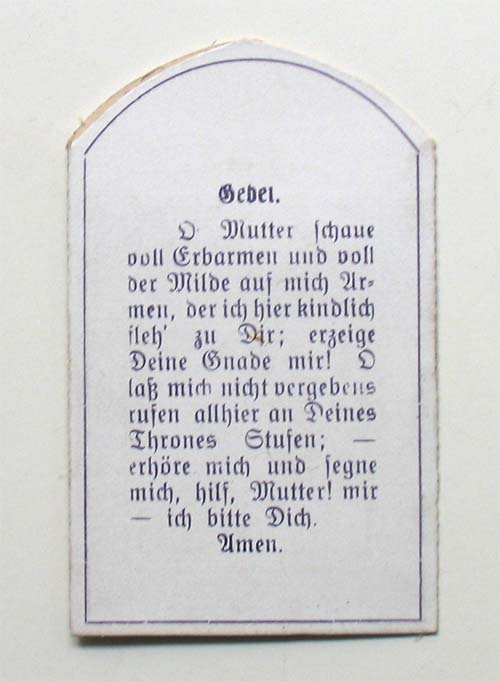 Gebet.
O Mutter schaue
voll Erbarmen und voll
der Milde auf mich Ar-
men, der ich hier kindlich
fleh' zu Dir; erzeige
Deine Gnade mir! O
laß mich nicht vergebens
rufen allhier an Deines
Thrones Stufen; —
erhöre mich und segne
mich, hilf, Mutter! mir
— ich bitte Dich.
Amen.